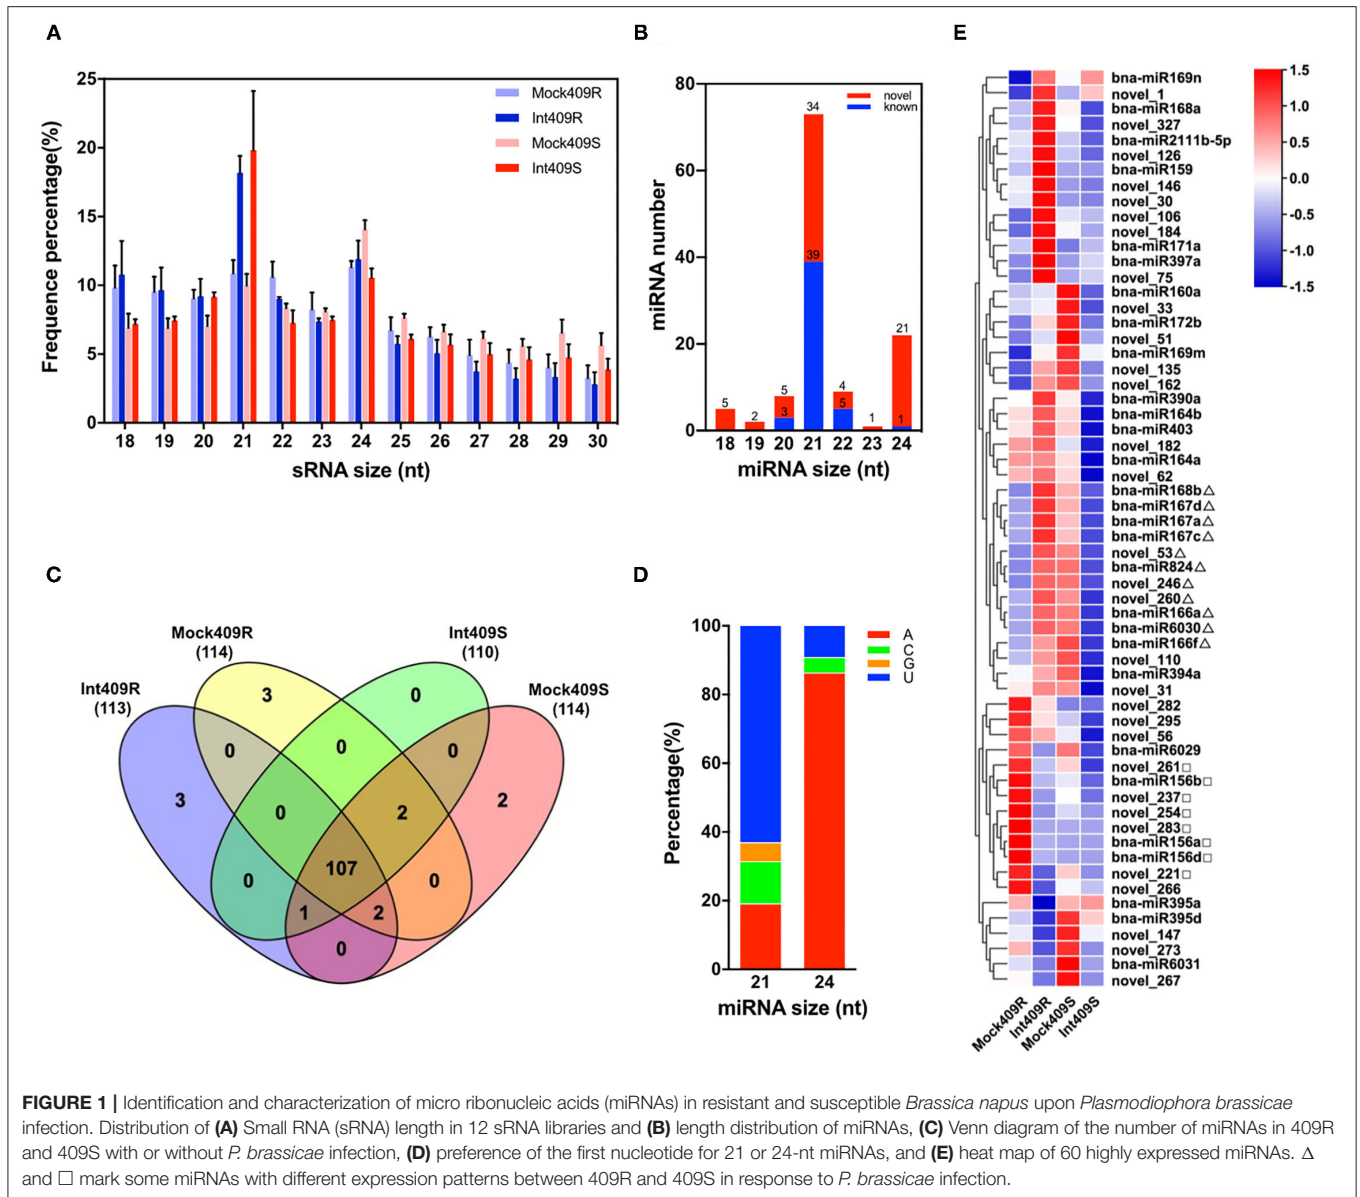 A
Frequence percentage(%)
25
20
15
10
5
0
Mock409R
Int409R
Mock409S
Int409S
18 19 20 21 22 23 24 25 26 27 28 29 30
sRNA size (nt)
B
miRNA number
80
60
40
20
0
novel
known
5 2 5 3 34 39 4 5 1 21 1
18 19 20 21 22 23 24
miRNA size (nt)
C
Mock409R
(114)
Int409S
(110)
Int409R
(113)
Mock409S
(114)
3 0
0 0 0
3 0 2 2
107
0 0
1 2
0
D
Percentage(%)
100
80
60
40
20
0
A
C
G
U
21 24
miRNA size (nt)
E
bna-miR169n
novel_1
bna-miR168a
novel_327
bna-miR2111b-5p
novel_126
bna-miR159
novel_146
novel_30
novel_106
novel_184
bna-miR171a
bna-miR397a
novel_75
bna-miR160a
novel_33
bna-miR172b
novel_51
bna-miR169m
novel_135
novel_162
bna-miR390a
bna-miR164b
bna-miR403
novel_182
bna-miR164a
novel_62
bna-miR168b△
bna-miR167d△
bna-miR167a△
bna-miR167c△
novel_53△
bna-miR824△
novel_246△
novel_260△
bna-miR166a△
bna-miR6030△
bna-miR166f△
novel_110
bna-miR394a
novel_31
novel_282
novel_295
novel_56
bna-miR6029
novel_261□
bna-miR156b□
novel_237□
novel_254□
novel_283□
bna-miR156a□
bna-miR156d□
novel_221□
novel_266
bna-miR395a
bna-miR395d
novel_147
novel_273
bna-miR6031
novel_267
Mock409R
Int409R
Mock409S
Int409S
1.5
1.0
0.5
0.0
-0.5
-1.0
-1.5
FIGURE 1 | Identification and characterization of micro ribonucleic acids (miRNAs) in resistant and susceptible Brassica napus upon Plasmodiophora brassicae
infection. Distribution of (A) Small RNA (sRNA) length in 12 sRNA libraries and (B) length distribution of miRNAs, (C) Venn diagram of the number of miRNAs in 409R
and 409S with or without P. brassicae infection, (D) preference of the first nucleotide for 21 or 24-nt miRNAs, and (E) heat map of 60 highly expressed miRNAs. Δ
and □ mark some miRNAs with different expression patterns between 409R and 409S in response to P. brassicae infection.